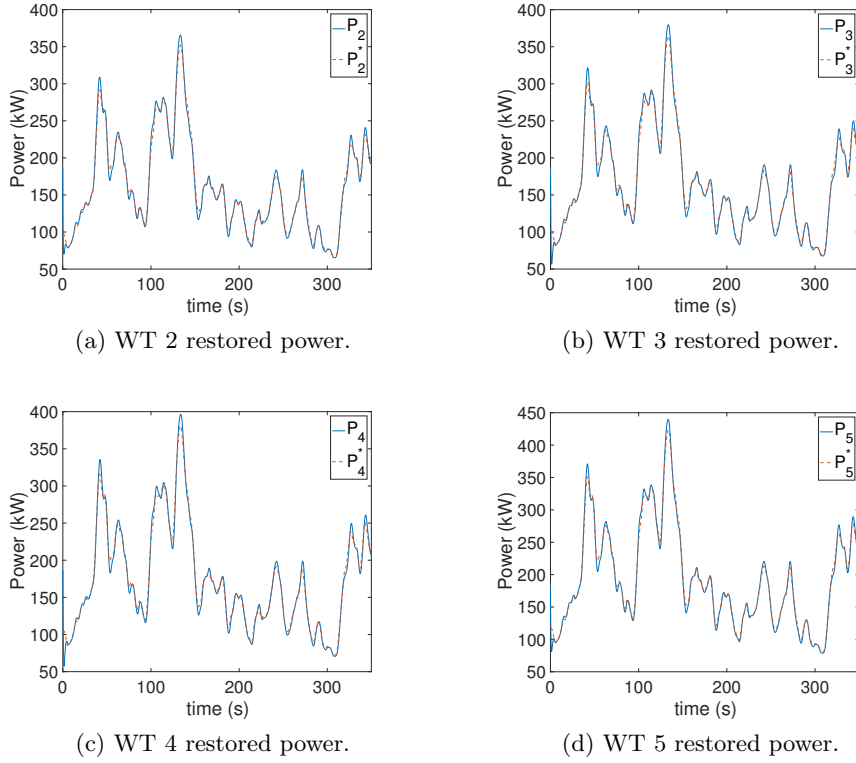 400
350
300
250
200
150
100
50
Power (kW)
0 100 200 300
time (s)
P2
P2*
(a) WT 2 restored power.
400
350
300
250
200
150
100
50
Power (kW)
0 100 200 300
time (s)
P3
P3*
(b) WT 3 restored power.
400
350
300
250
200
150
100
50
Power (kW)
0 100 200 300
time (s)
P4
P4*
(c) WT 4 restored power.
450
400
350
300
250
200
150
100
50
Power (kW)
0 100 200 300
time (s)
P5
P5*
(d) WT 5 restored power.